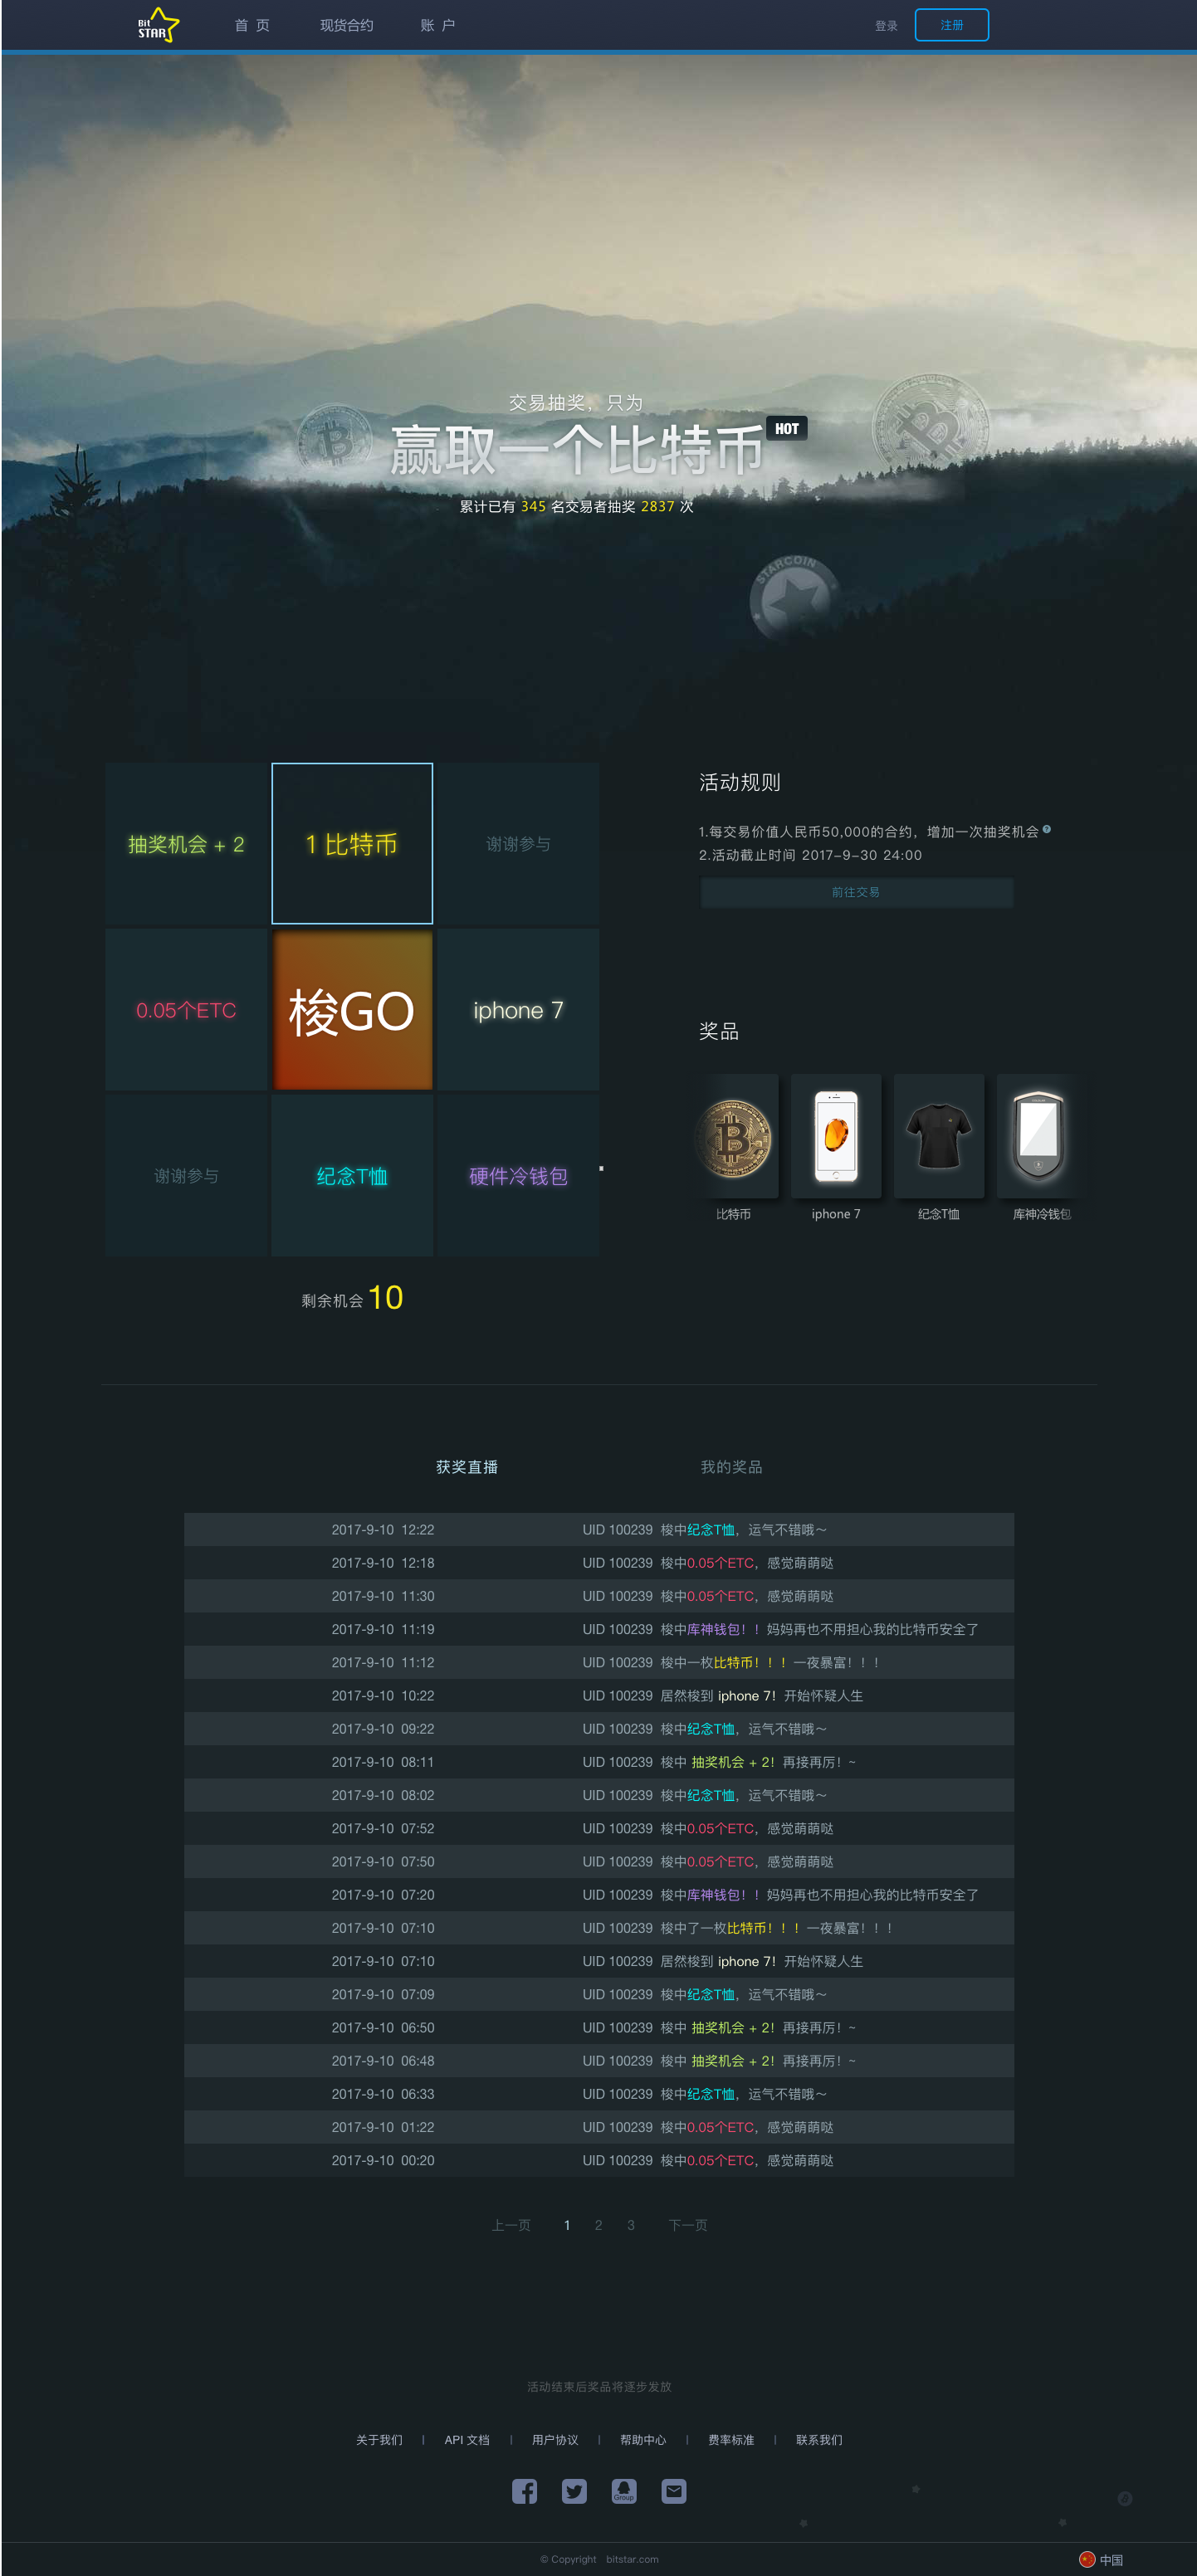 Bit STAR 首 页 现货合约 账 户 登录 注册
交易抽奖，只为
赢取一个比特币 HOT
累计已有 345 名交易者抽奖 2837 次
STARCOIN
抽奖机会 + 2
1 比特币
谢谢参与
0.05个ETC
梭GO
iphone 7
谢谢参与
纪念T恤
硬件冷钱包
剩余机会 10
活动规则
1.每交易价值人民币50,000的合约，增加一次抽奖机会 ?
2.活动截止时间 2017-9-30 24:00
前往交易
奖品
比特币 iphone 7 纪念T恤 库神冷钱包
获奖直播 我的奖品
2017-9-10 12:22 UID 100239 梭中纪念T恤，运气不错哦～
2017-9-10 12:18 UID 100239 梭中0.05个ETC，感觉萌萌哒
2017-9-10 11:30 UID 100239 梭中0.05个ETC，感觉萌萌哒
2017-9-10 11:19 UID 100239 梭中库神钱包！！妈妈再也不用担心我的比特币安全了
2017-9-10 11:12 UID 100239 梭中一枚比特币！！！一夜暴富！！！
2017-9-10 10:22 UID 100239 居然梭到 iphone 7！开始怀疑人生
2017-9-10 09:22 UID 100239 梭中纪念T恤，运气不错哦～
2017-9-10 08:11 UID 100239 梭中 抽奖机会 + 2！再接再厉！~
2017-9-10 08:02 UID 100239 梭中纪念T恤，运气不错哦～
2017-9-10 07:52 UID 100239 梭中0.05个ETC，感觉萌萌哒
2017-9-10 07:50 UID 100239 梭中0.05个ETC，感觉萌萌哒
2017-9-10 07:20 UID 100239 梭中库神钱包！！妈妈再也不用担心我的比特币安全了
2017-9-10 07:10 UID 100239 梭中了一枚比特币！！！一夜暴富！！！
2017-9-10 07:10 UID 100239 居然梭到 iphone 7！开始怀疑人生
2017-9-10 07:09 UID 100239 梭中纪念T恤，运气不错哦～
2017-9-10 06:50 UID 100239 梭中 抽奖机会 + 2！再接再厉！~
2017-9-10 06:48 UID 100239 梭中 抽奖机会 + 2！再接再厉！~
2017-9-10 06:33 UID 100239 梭中纪念T恤，运气不错哦～
2017-9-10 01:22 UID 100239 梭中0.05个ETC，感觉萌萌哒
2017-9-10 00:20 UID 100239 梭中0.05个ETC，感觉萌萌哒
上一页 1 2 3 下一页
活动结束后奖品将逐步发放
关于我们 | API 文档 | 用户协议 | 帮助中心 | 费率标准 | 联系我们
Group
© Copyright bitstar.com 中国